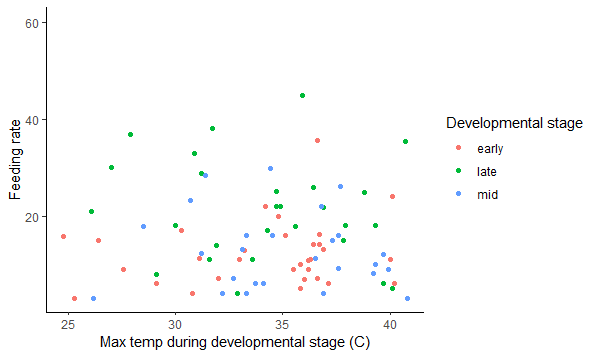 60
40
20
Feeding rate
25
30
35
40
Max temp during developmental stage (C)
Developmental stage
early
late
mid